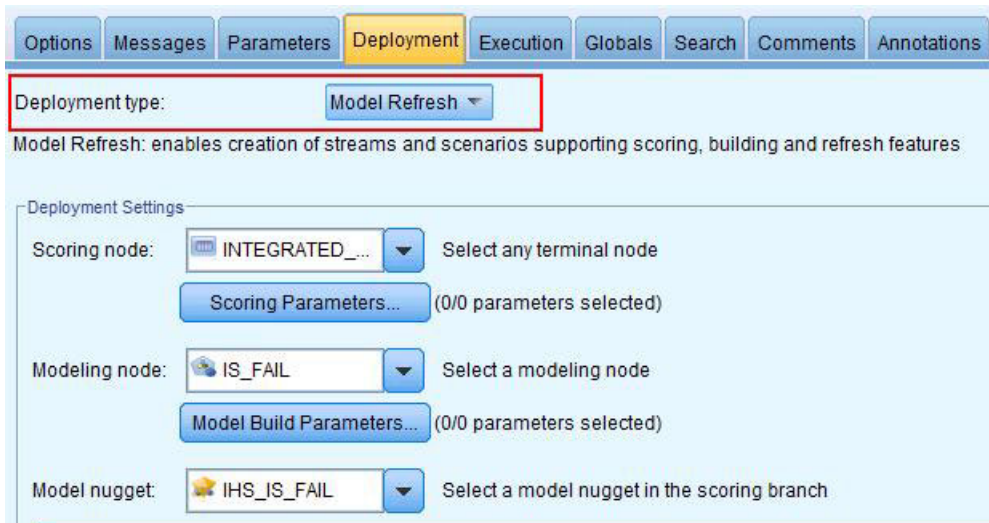 Options Messages Parameters Deployment Execution Globals Search Comments Annotations
Deployment type: Model Refresh
Model Refresh: enables creation of streams and scenarios supporting scoring, building and refresh features
Deployment Settings
Scoring node: INTEGRATED_... Select any terminal node
Scoring Parameters... (0/0 parameters selected)
Modeling node: IS_FAIL Select a modeling node
Model Build Parameters... (0/0 parameters selected)
Model nugget: IHS_IS_FAIL Select a model nugget in the scoring branch